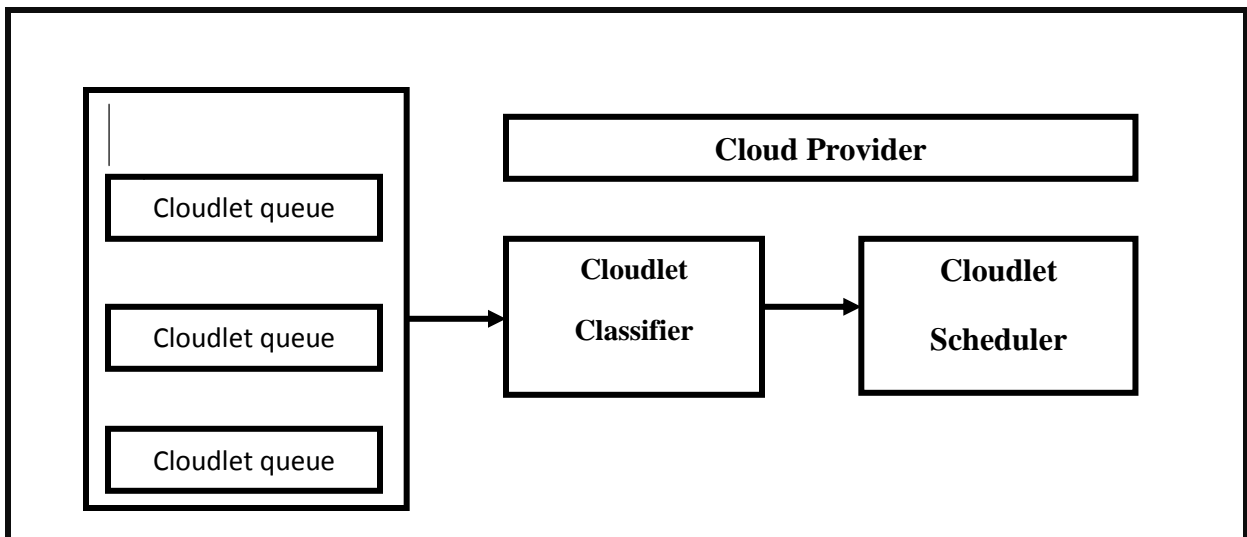 Cloud Provider
Cloudlet queue
Cloudlet queue
Cloudlet queue
Cloudlet
Classifier
Cloudlet
Scheduler